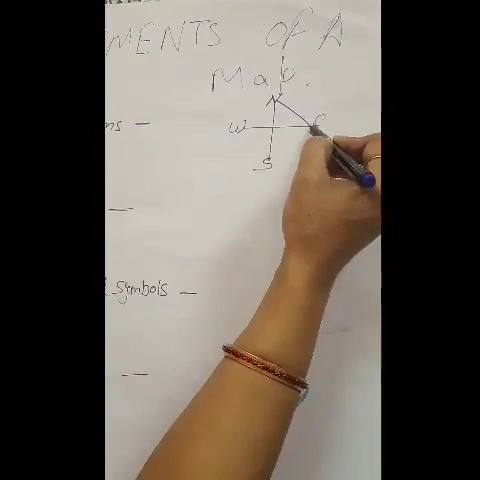 MENTS OF A
Map.
N
ns –
W E
S
–
symbols –
–